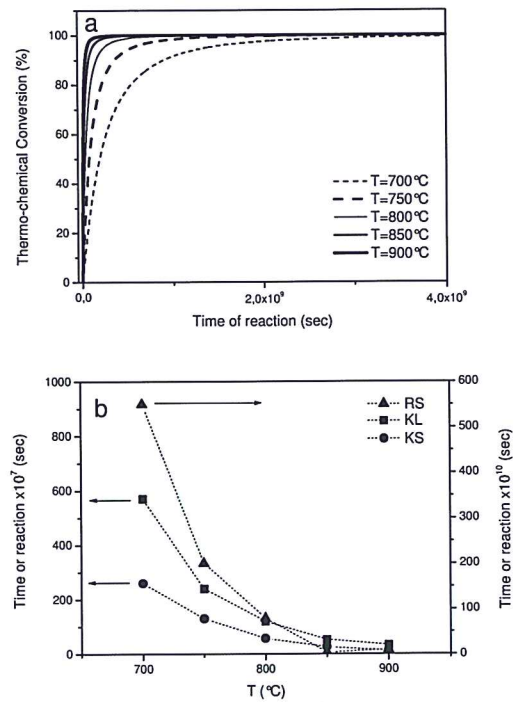 a
Thermo-chemical Conversion (%)
100
80
60
40
20
0
T=700°C
T=750°C
T=800°C
T=850°C
T=900°C
0,0
2,0x10⁹
4,0x10⁹
Time of reaction (sec)
b
Time or reaction x10⁷ (sec)
1000
800
600
400
200
0
RS
KL
KS
600
500
400
300
200
100
0
Time or reaction x10¹⁰ (sec)
700
800
900
T (°C)